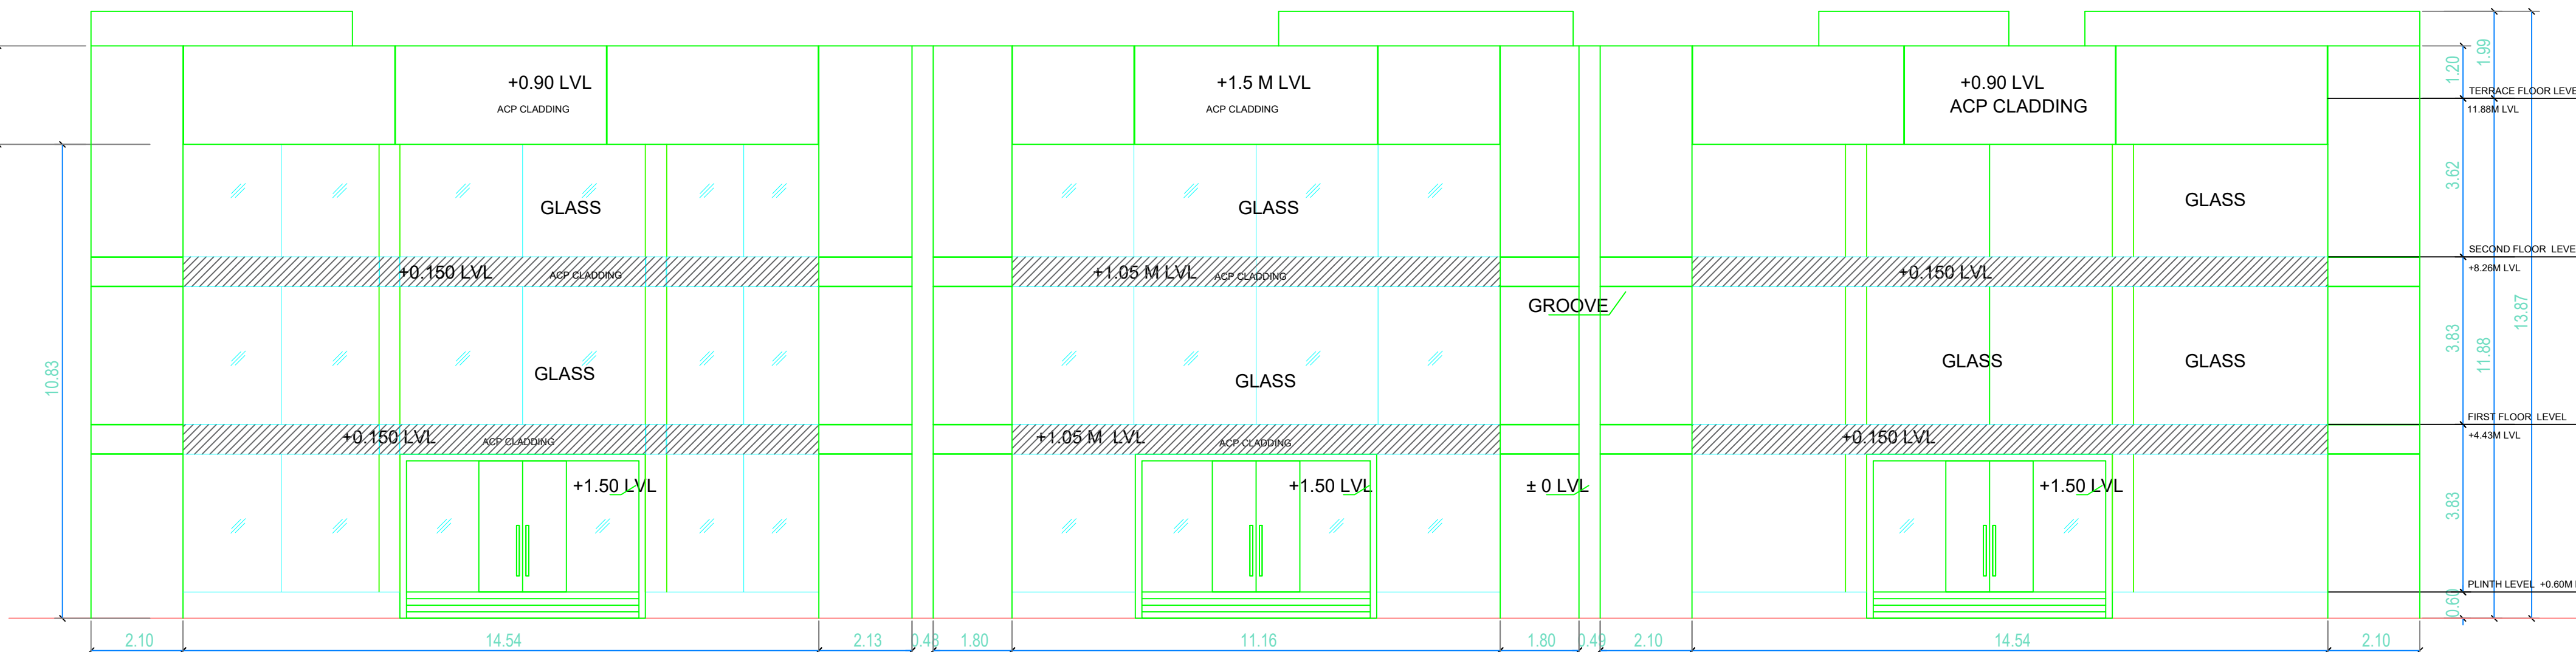 +0.90 LVL
ACP CLADDING
+1.5 M LVL
ACP CLADDING
+0.90 LVL
ACP CLADDING
1.20
1.99
TERRACE FLOOR LEVE
11.88M LVL
GLASS
GLASS
GLASS
3.62
+0.150 LVL
ACP CLADDING
+1.05 M LVL
ACP CLADDING
+0.150 LVL
SECOND FLOOR LEVE
+8.26M LVL
GROOVE
13.87
10.83
GLASS
GLASS
GLASS
GLASS
3.83
11.88
+0.150 LVL
ACP CLADDING
+1.05 M LVL
ACP CLADDING
+0.150 LVL
FIRST FLOOR LEVEL
+4.43M LVL
+1.50 LVL
+1.50 LVL
± 0 LVL
+1.50 LVL
3.83
PLINTH LEVEL +0.60M
0.60
2.10
14.54
2.13
1.80
11.16
1.80
0.49
2.10
14.54
2.10